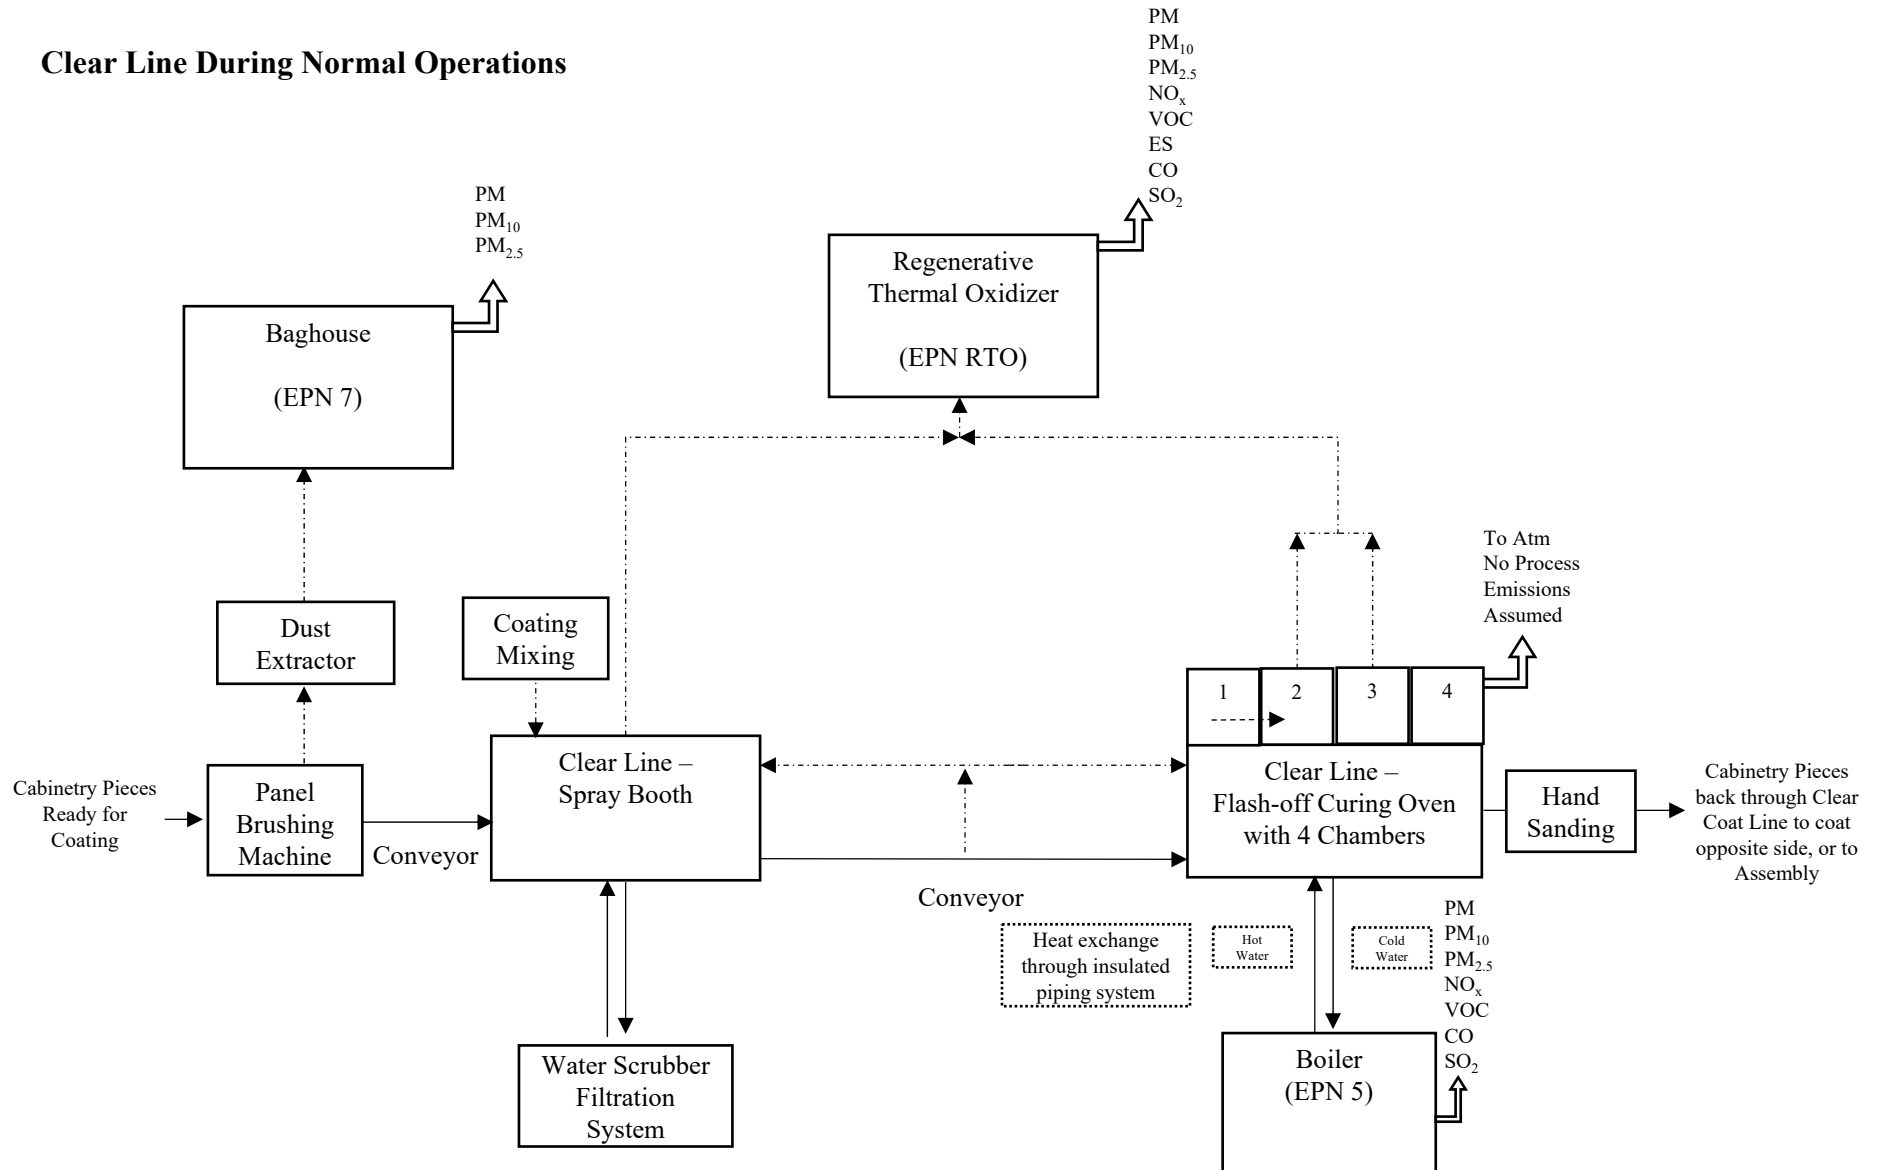 Clear Line During Normal Operations
PM
PM10
PM2.5
NOx
VOC
ES
CO
SO2
PM
PM10
PM2.5
Regenerative
Thermal Oxidizer
(EPN RTO)
Baghouse
(EPN 7)
To Atm
No Process
Emissions
Assumed
Dust
Extractor
Coating
Mixing
1
2
3
4
Cabinetry Pieces
Ready for
Coating
Panel
Brushing
Machine
Conveyor
Clear Line –
Spray Booth
Conveyor
Clear Line –
Flash-off Curing Oven
with 4 Chambers
Hand
Sanding
Cabinetry Pieces
back through Clear
Coat Line to coat
opposite side, or to
Assembly
Heat exchange
through insulated
piping system
Hot
Water
Cold
Water
PM
PM10
PM2.5
NOx
VOC
CO
SO2
Water Scrubber
Filtration
System
Boiler
(EPN 5)